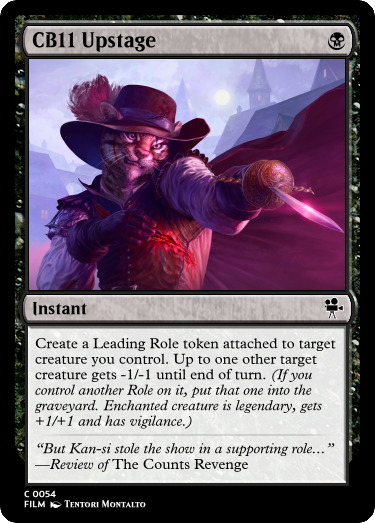 CB11 Upstage
Instant
Create a Leading Role token attached to target
creature you control. Up to one other target
creature gets -1/-1 until end of turn. (If you
control another Role on it, put that one into the
graveyard. Enchanted creature is legendary, gets
+1/+1 and has vigilance.)
“But Kan-si stole the show in a supporting role…”
—Review of The Counts Revenge
C 0054
FILM Tentori Montalto